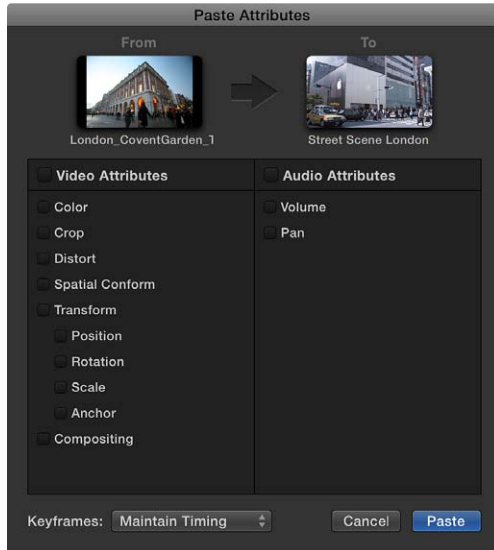 Paste Attributes
From
To
London_CoventGarden_1
Street Scene London
Video Attributes
Audio Attributes
Color
Volume
Crop
Pan
Distort
Spatial Conform
Transform
Position
Rotation
Scale
Anchor
Compositing
Keyframes: Maintain Timing
Cancel
Paste